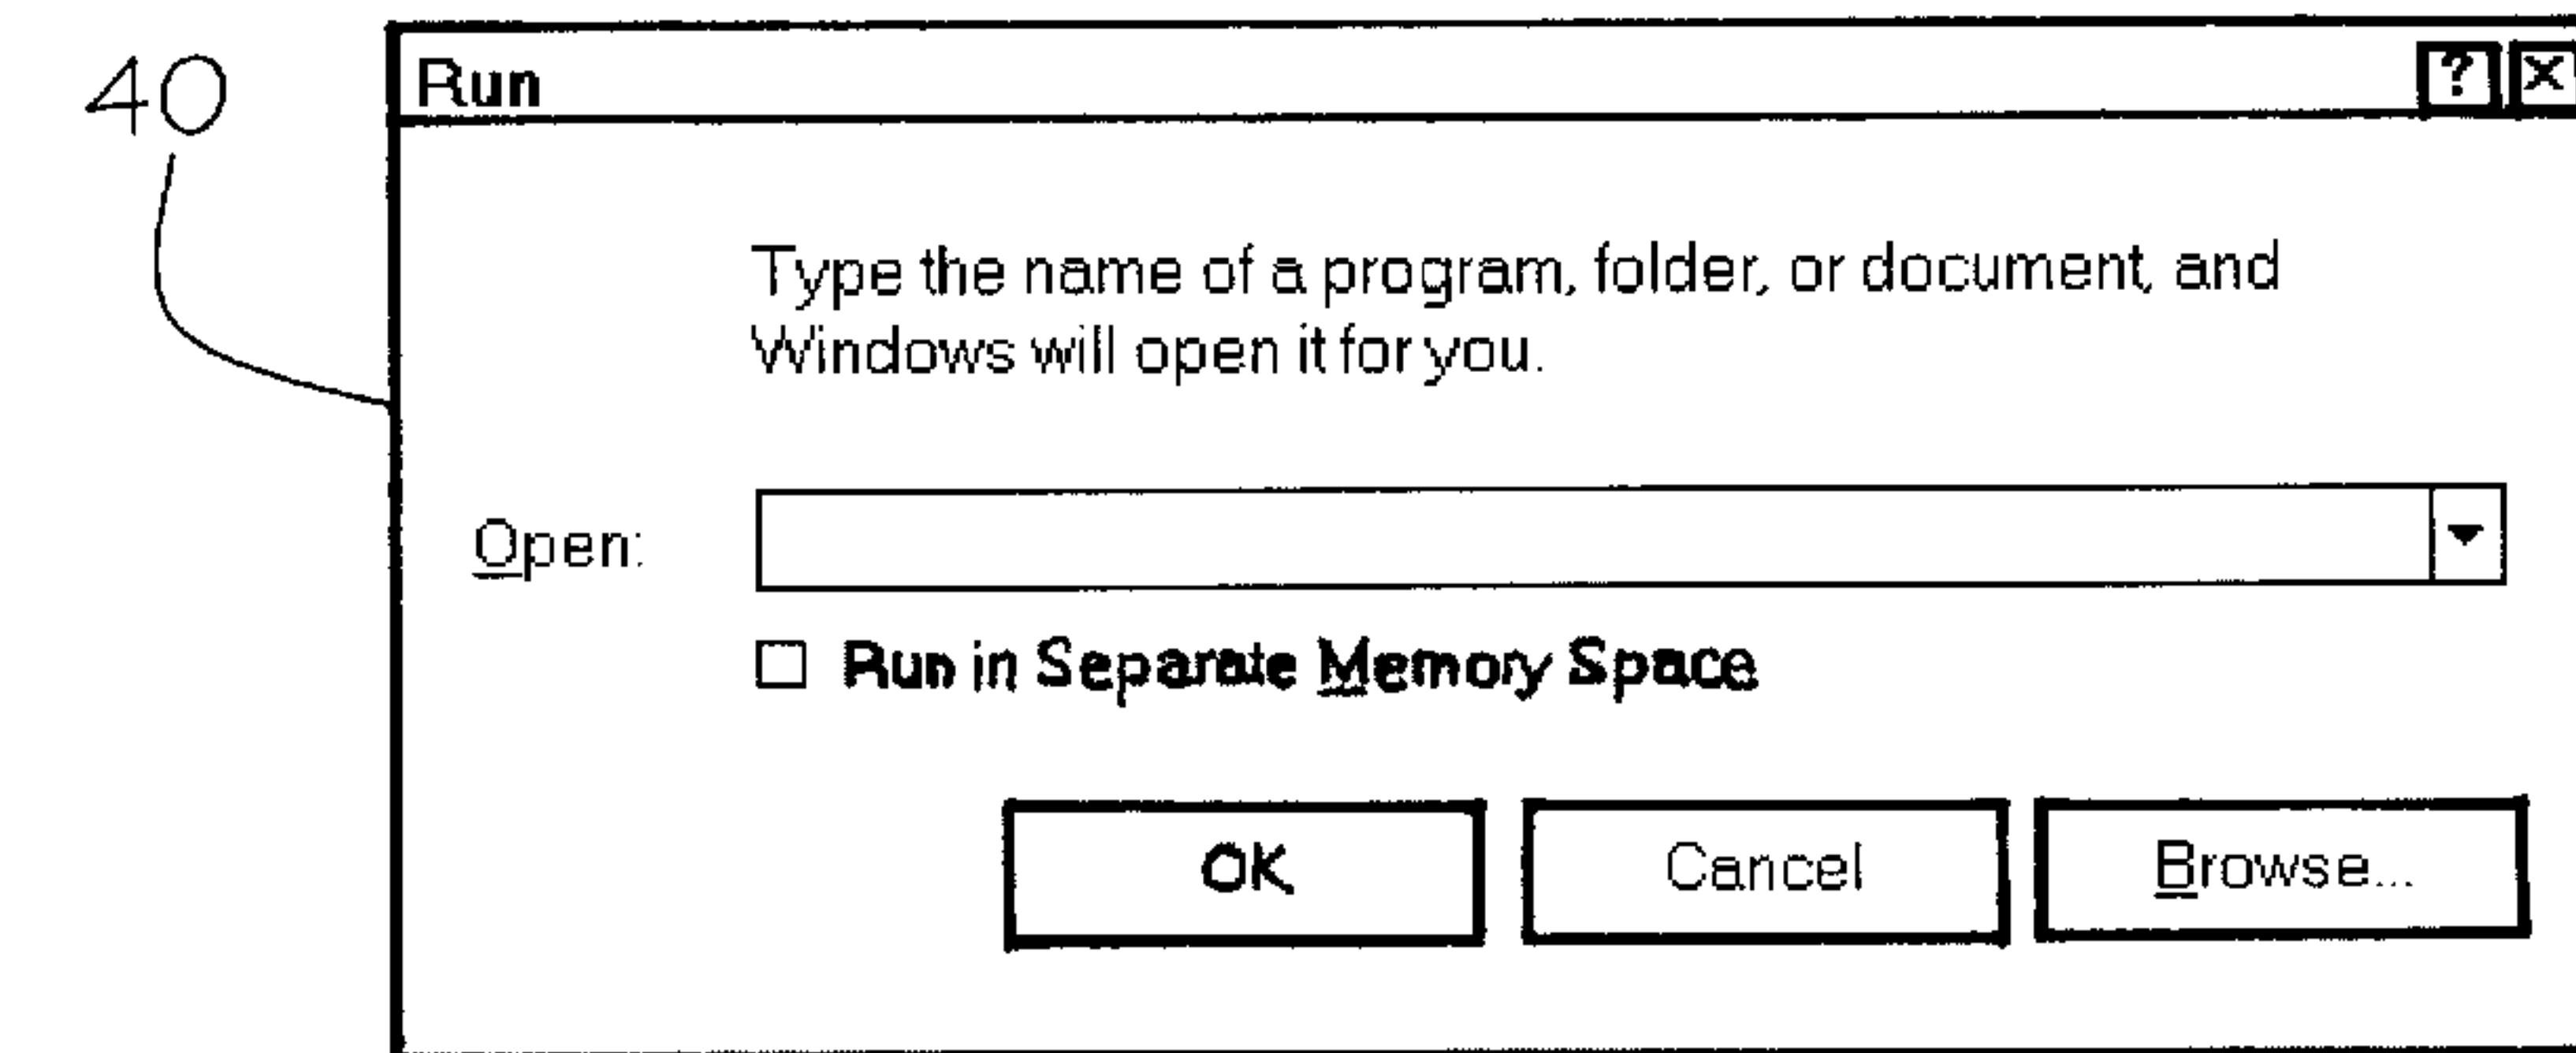 40
Run ? X
Type the name of a program, folder, or document, and
Windows will open it for you.
Open:
Run in Separate Memory Space
OK Cancel Browse...